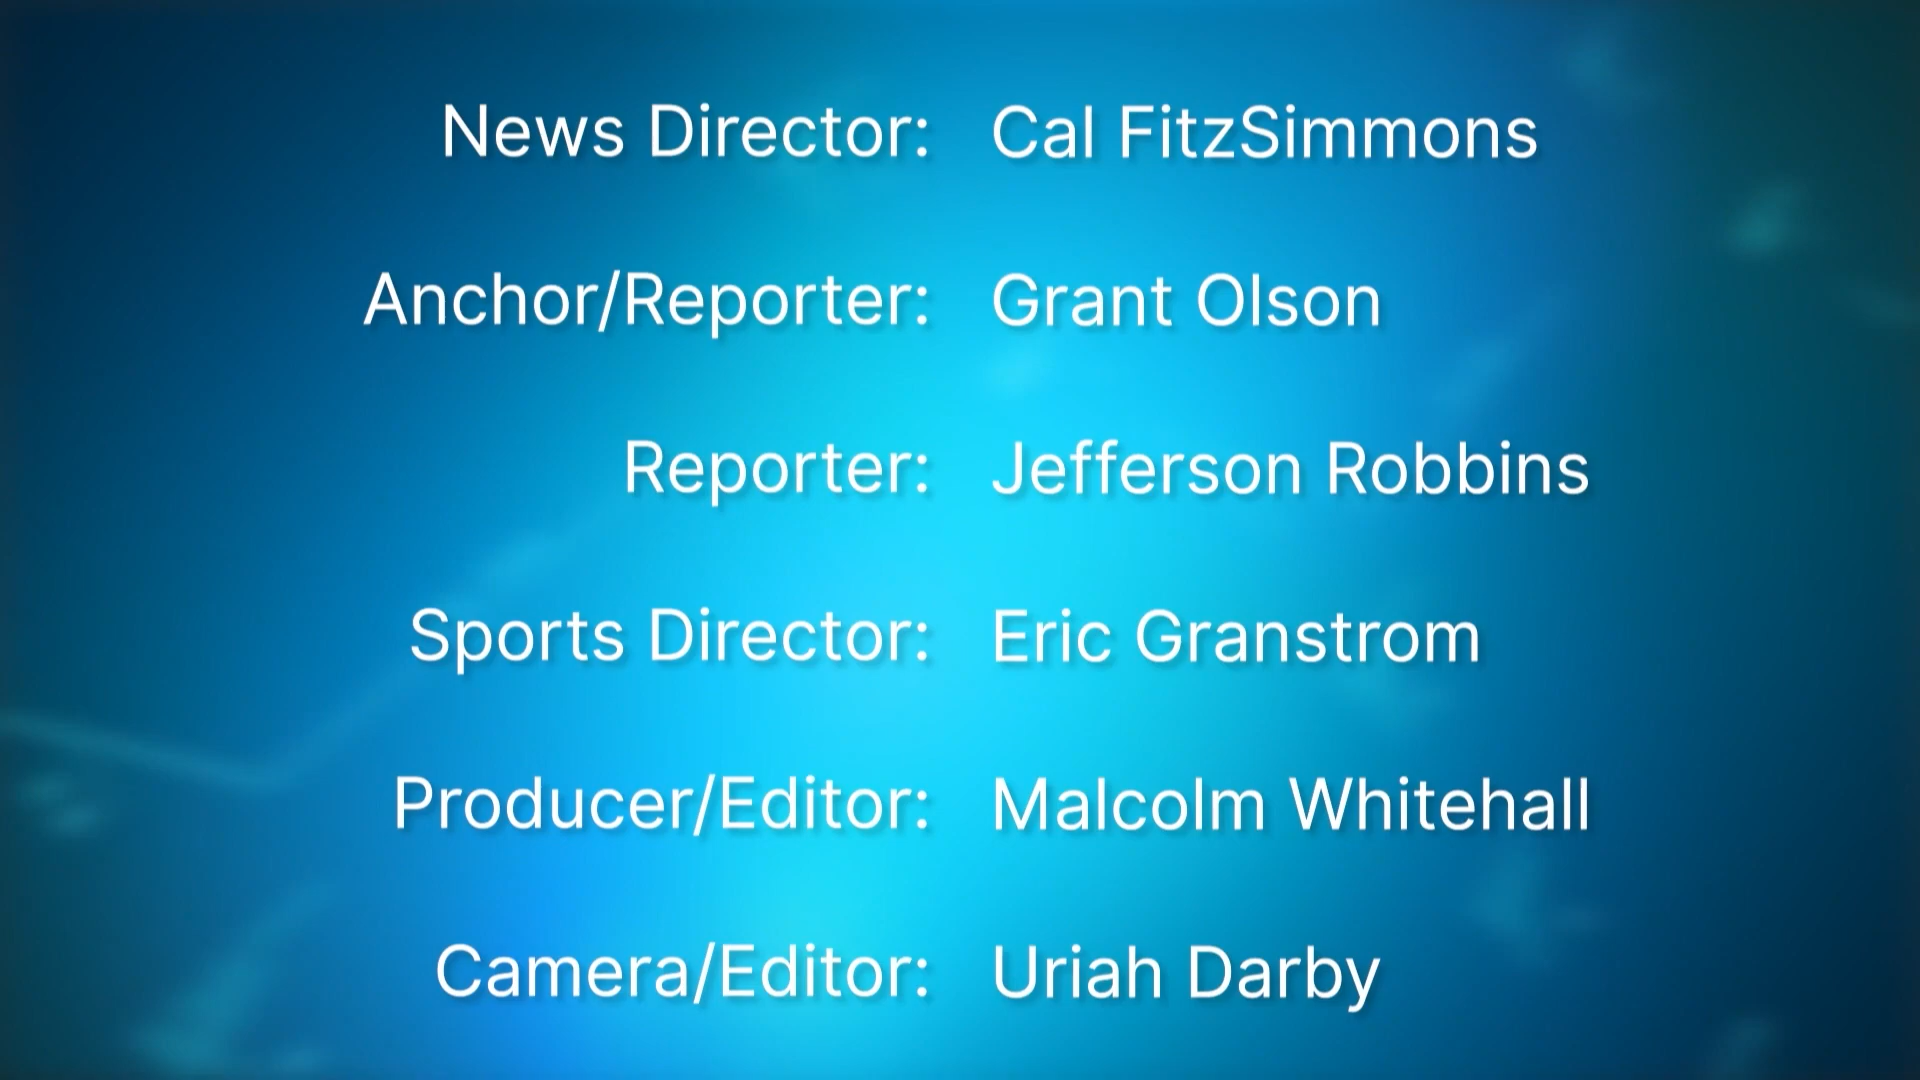 News Director: Cal FitzSimmons
Anchor/Reporter: Grant Olson
Reporter: Jefferson Robbins
Sports Director: Eric Granstrom
Producer/Editor: Malcolm Whitehall
Camera/Editor: Uriah Darby